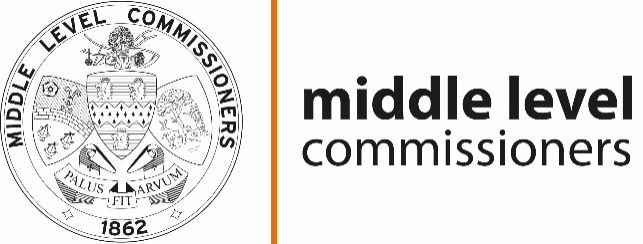 MIDDLE LEVEL COMMISSIONERS
PALUS FIT ARVUM
1862
middle level
commissioners